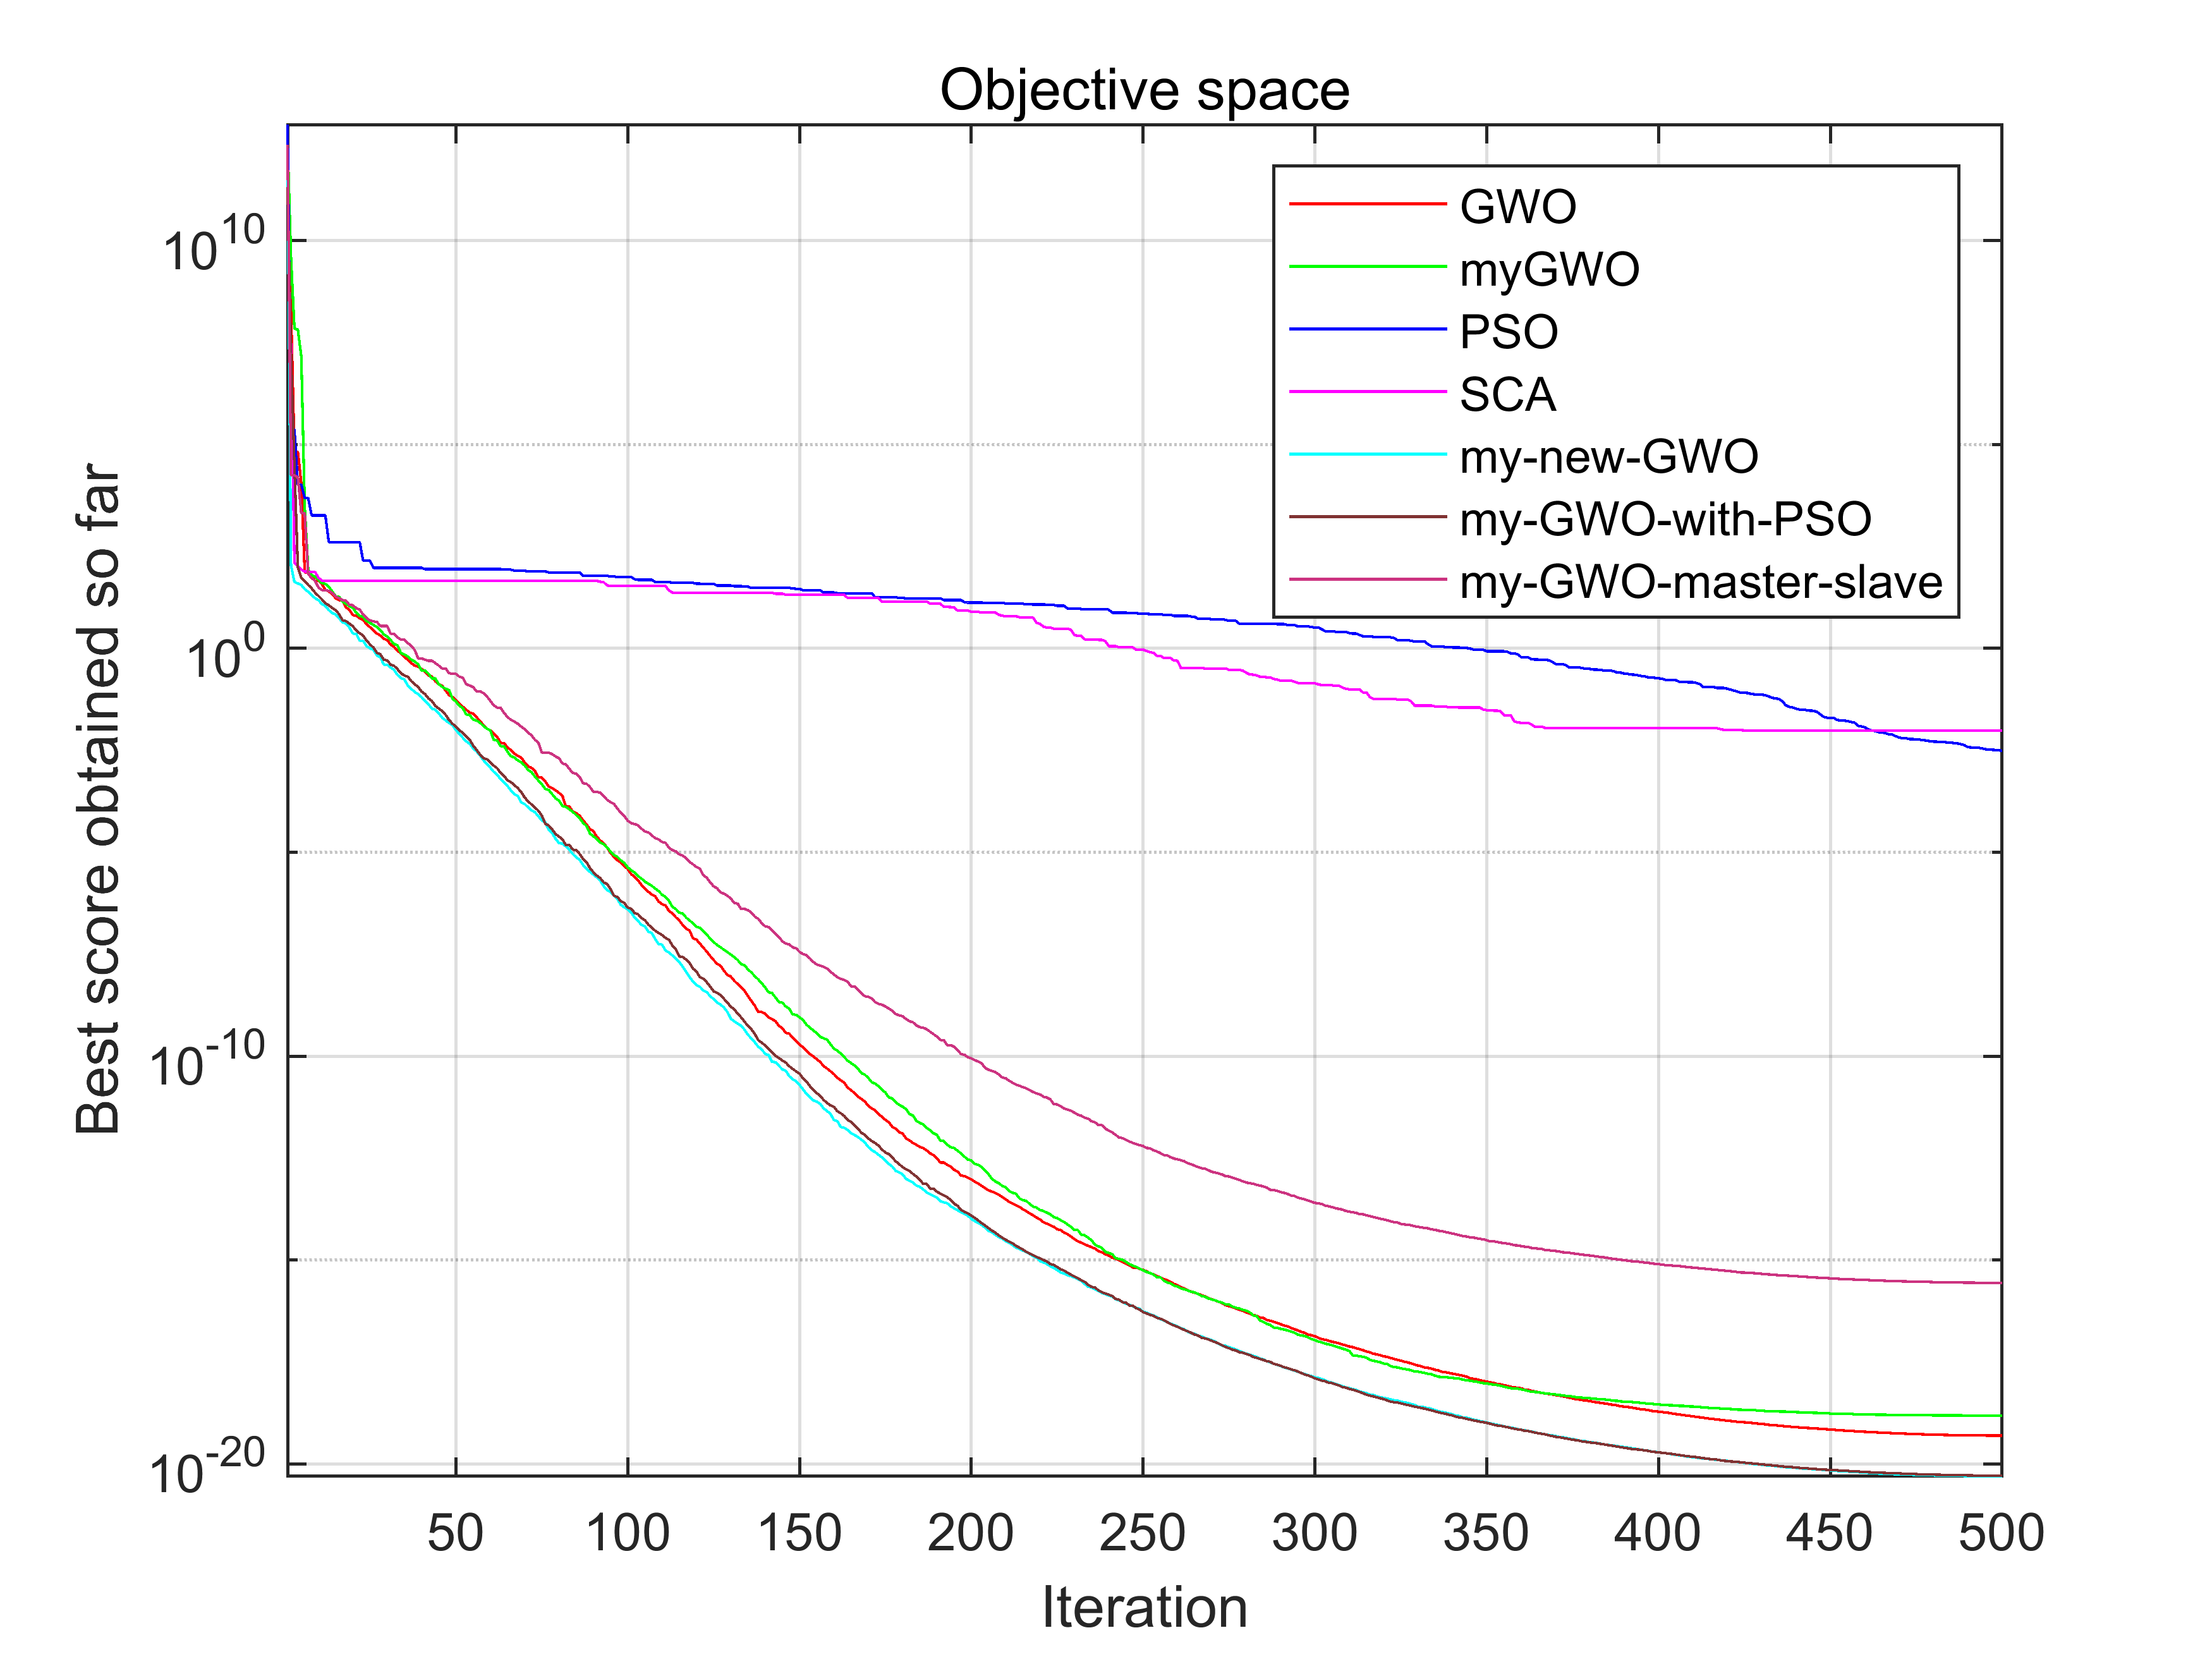 Objective space
Best score obtained so far
10^10
10^0
10^-10
10^-20
GWO
myGWO
PSO
SCA
my-new-GWO
my-GWO-with-PSO
my-GWO-master-slave
50 100 150 200 250 300 350 400 450 500
Iteration